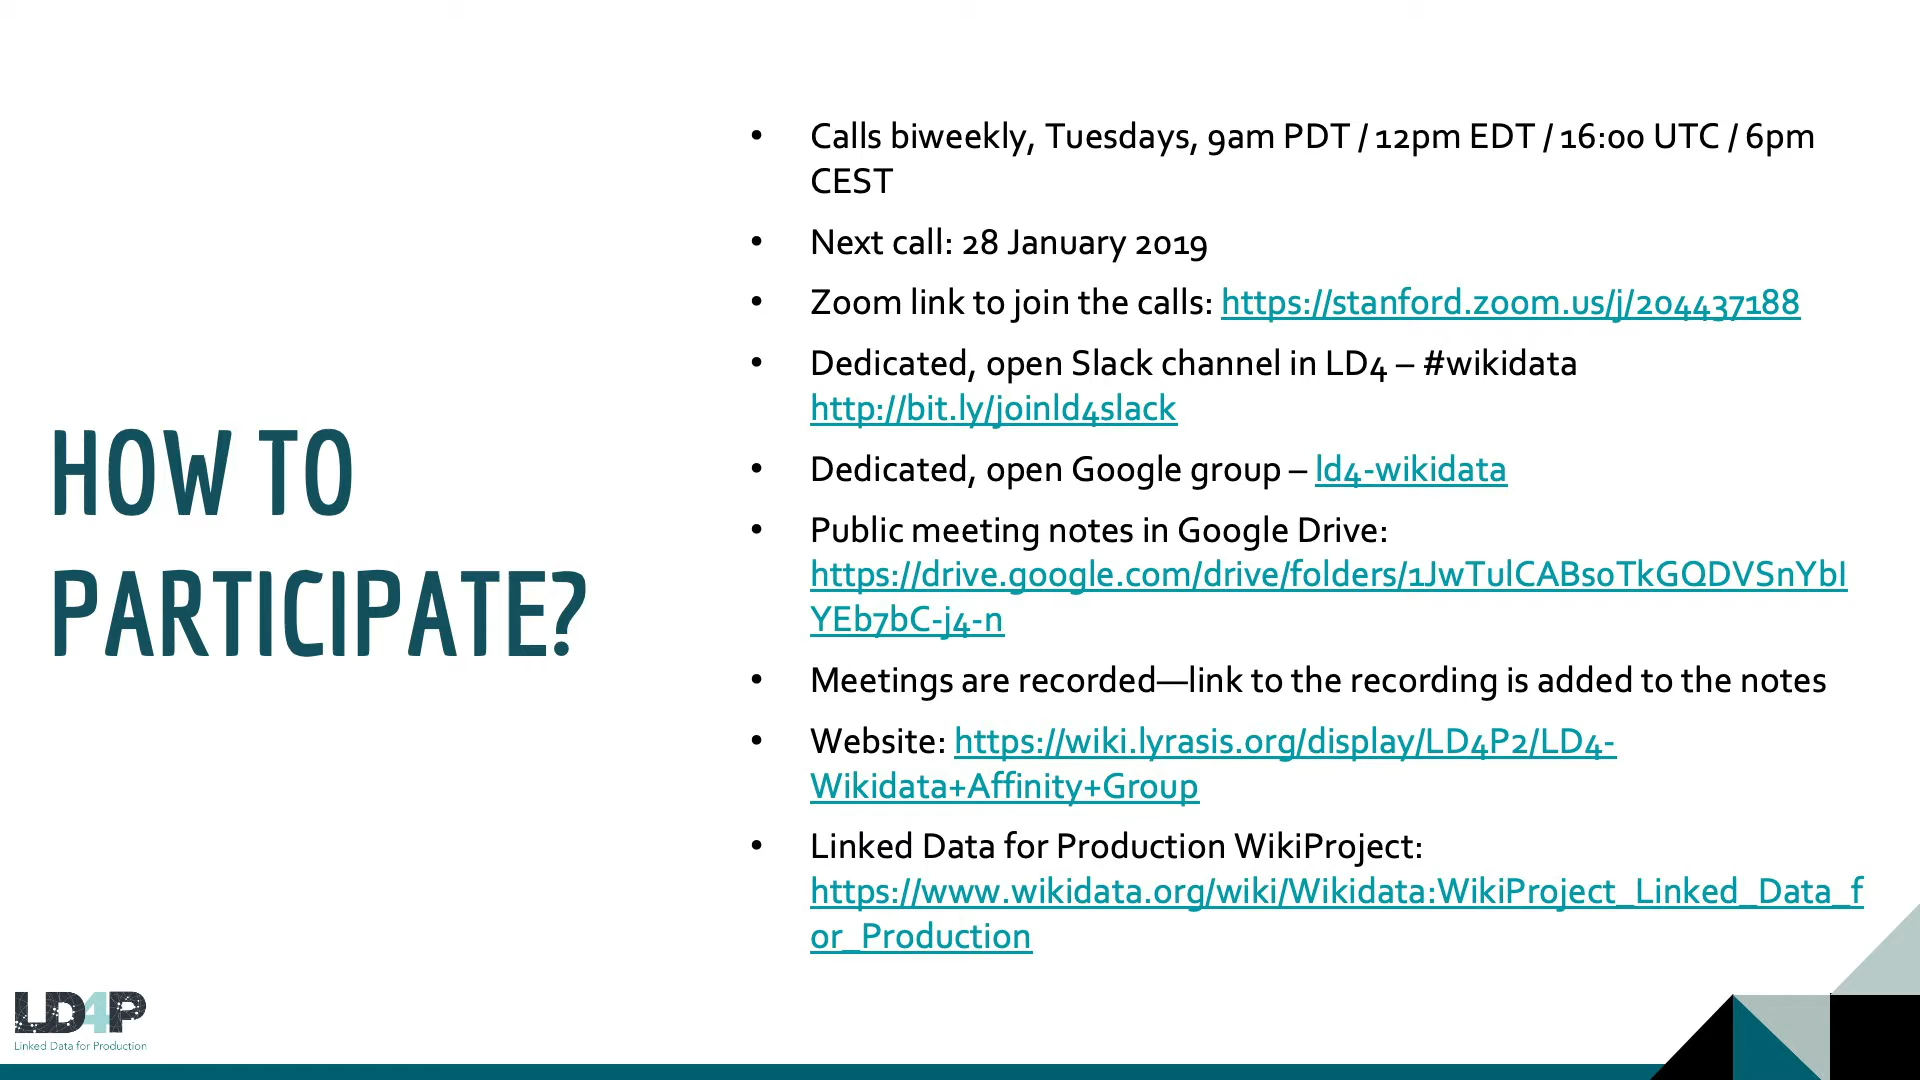 HOW TO
PARTICIPATE?
• Calls biweekly, Tuesdays, 9am PDT / 12pm EDT / 16:00 UTC / 6pm
CEST
• Next call: 28 January 2019
• Zoom link to join the calls: https://stanford.zoom.us/j/204437188
• Dedicated, open Slack channel in LD4 – #wikidata
http://bit.ly/joinld4slack
• Dedicated, open Google group – ld4-wikidata
• Public meeting notes in Google Drive:
https://drive.google.com/drive/folders/1JwTulCABs0TkGQDVSnYbI
YEb7bC-j4-n
• Meetings are recorded—link to the recording is added to the notes
• Website: https://wiki.lyrasis.org/display/LD4P2/LD4-
Wikidata+Affinity+Group
• Linked Data for Production WikiProject:
https://www.wikidata.org/wiki/Wikidata:WikiProject_Linked_Data_f
or_Production
LD4P
Linked Data for Production